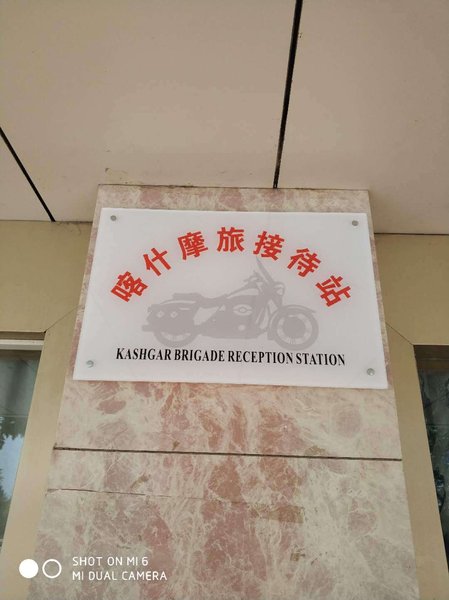 喀什摩旅接待站
KASHGAR BRIGADE RECEPTION STATION
SHOT ON MI 6
MI DUAL CAMERA